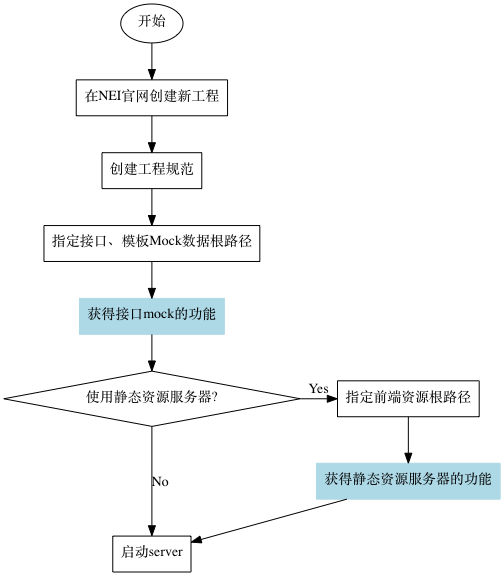 开始
在NEI官网创建新工程
创建工程规范
指定接口、模板Mock数据根路径
获得接口mock的功能
使用静态资源服务器?
Yes
指定前端资源根路径
获得静态资源服务器的功能
No
启动server